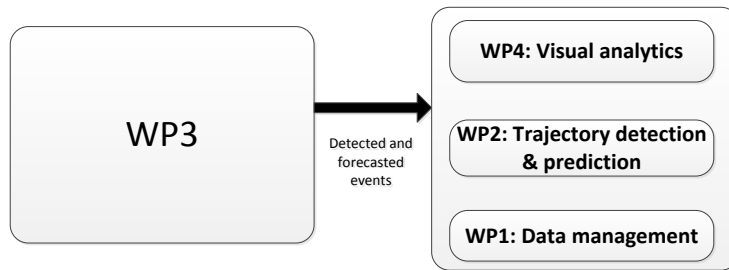 WP3
Detected and
forecasted
events
WP4: Visual analytics
WP2: Trajectory detection
& prediction
WP1: Data management